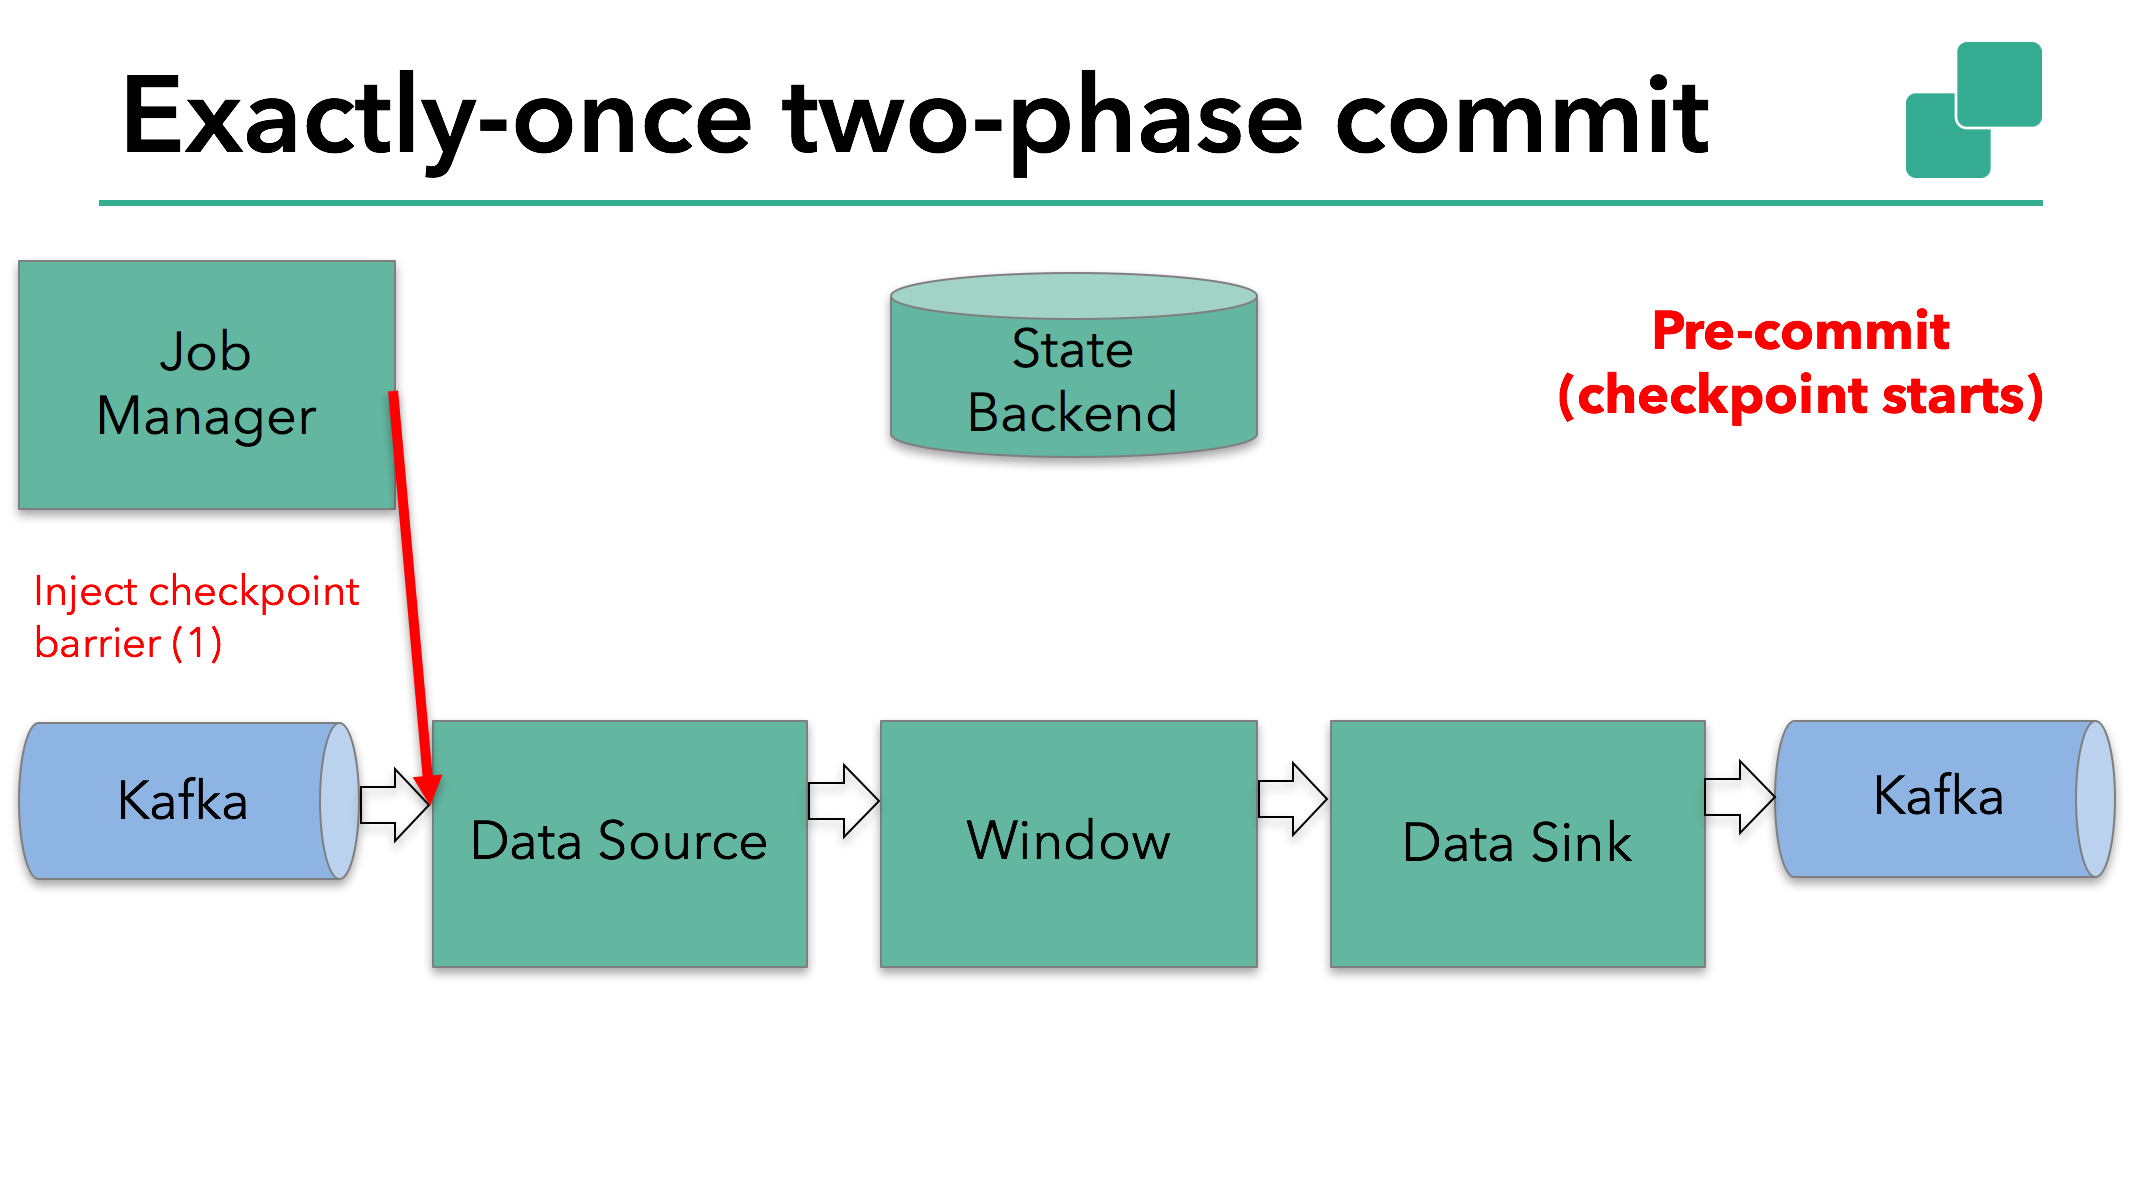 Exactly-once two-phase commit
Job
Manager
State
Backend
Pre-commit
(checkpoint starts)
Inject checkpoint
barrier (1)
Kafka
Data Source
Window
Data Sink
Kafka